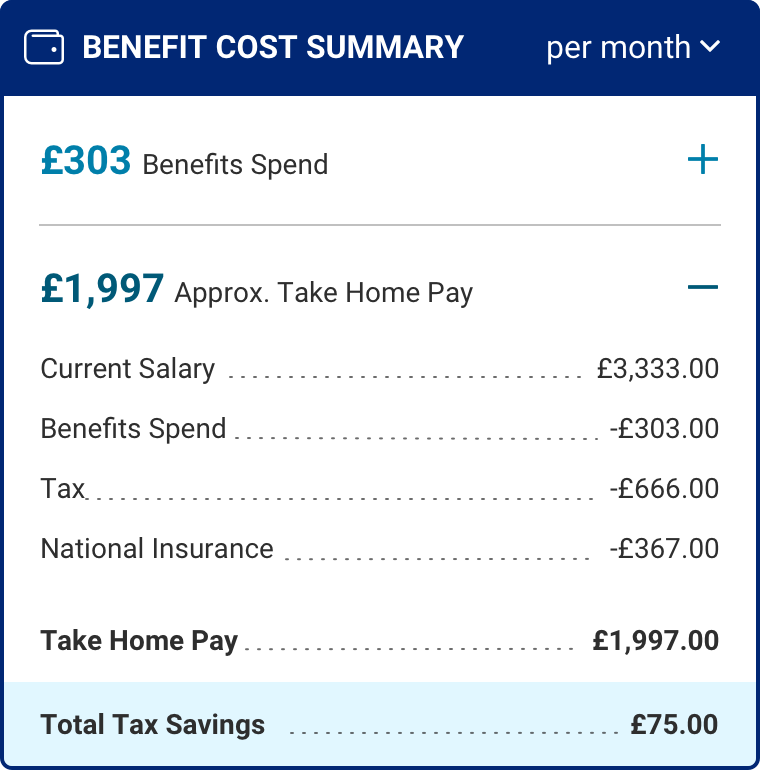 BENEFIT COST SUMMARY per month
£303 Benefits Spend
£1,997 Approx. Take Home Pay
Current Salary £3,333.00
Benefits Spend -£303.00
Tax -£666.00
National Insurance -£367.00
Take Home Pay £1,997.00
Total Tax Savings £75.00